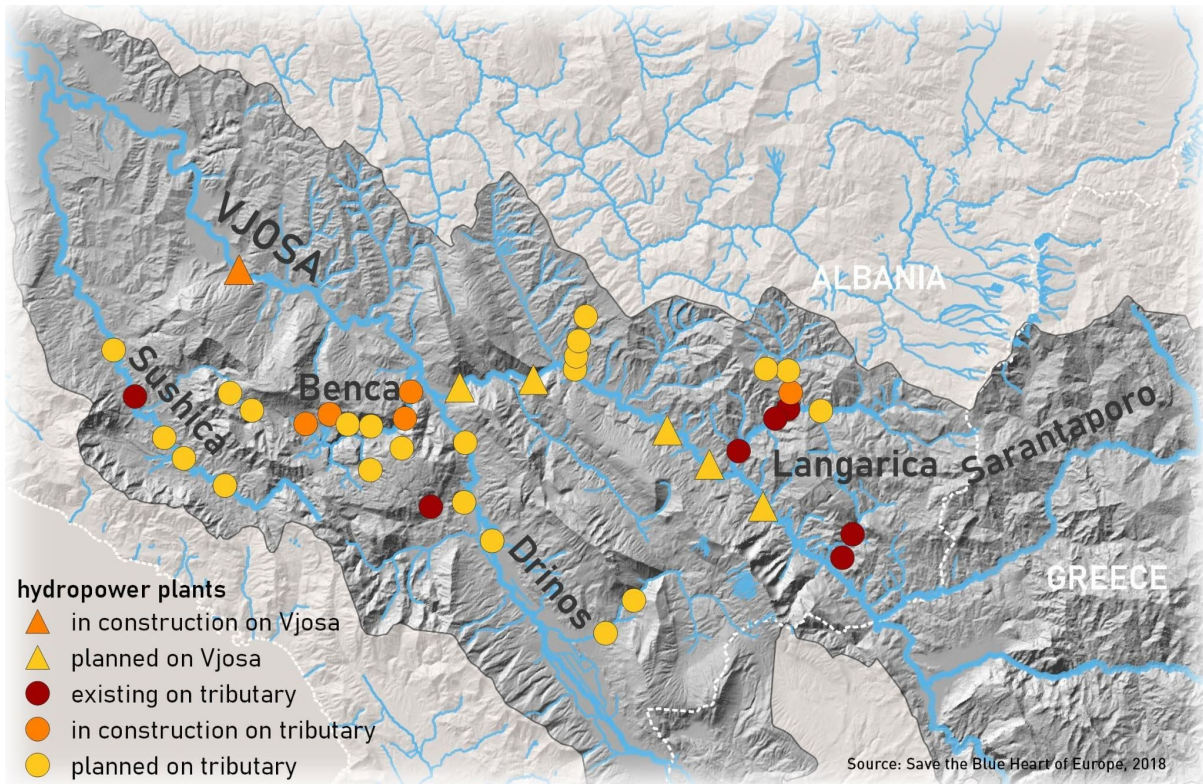 VJOSA
ALBANIA
Sushica
Benca
Langarica
Sarantaporo
Drinos
GREECE
hydropower plants
in construction on Vjosa
planned on Vjosa
existing on tributary
in construction on tributary
planned on tributary
Source: Save the Blue Heart of Europe, 2018